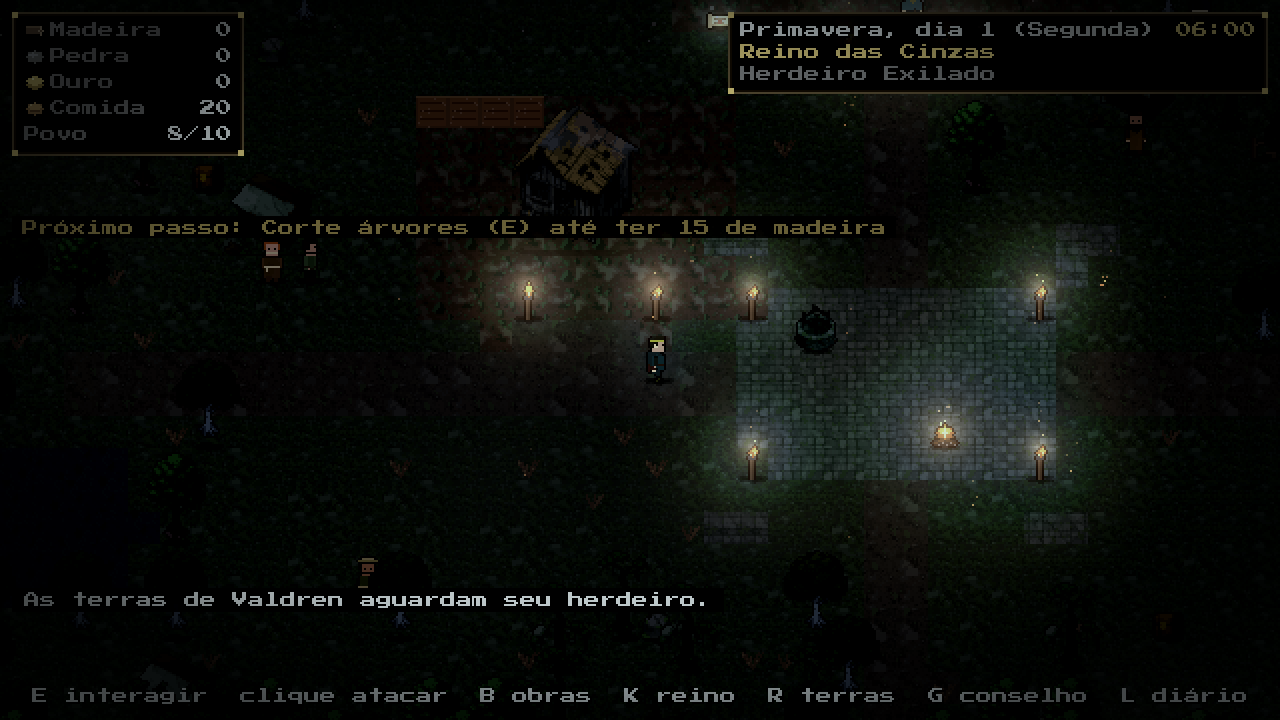 Madeira 0
Pedra 0
Ouro 0
Comida 20
Povo 8/10
Primavera, dia 1 (Segunda) 06:00
Reino das Cinzas
Herdeiro Exilado
Próximo passo: Corte árvores (E) até ter 15 de madeira
As terras de Valdren aguardam seu herdeiro.
E interagir clique atacar B obras K reino R terras G conselho L diário